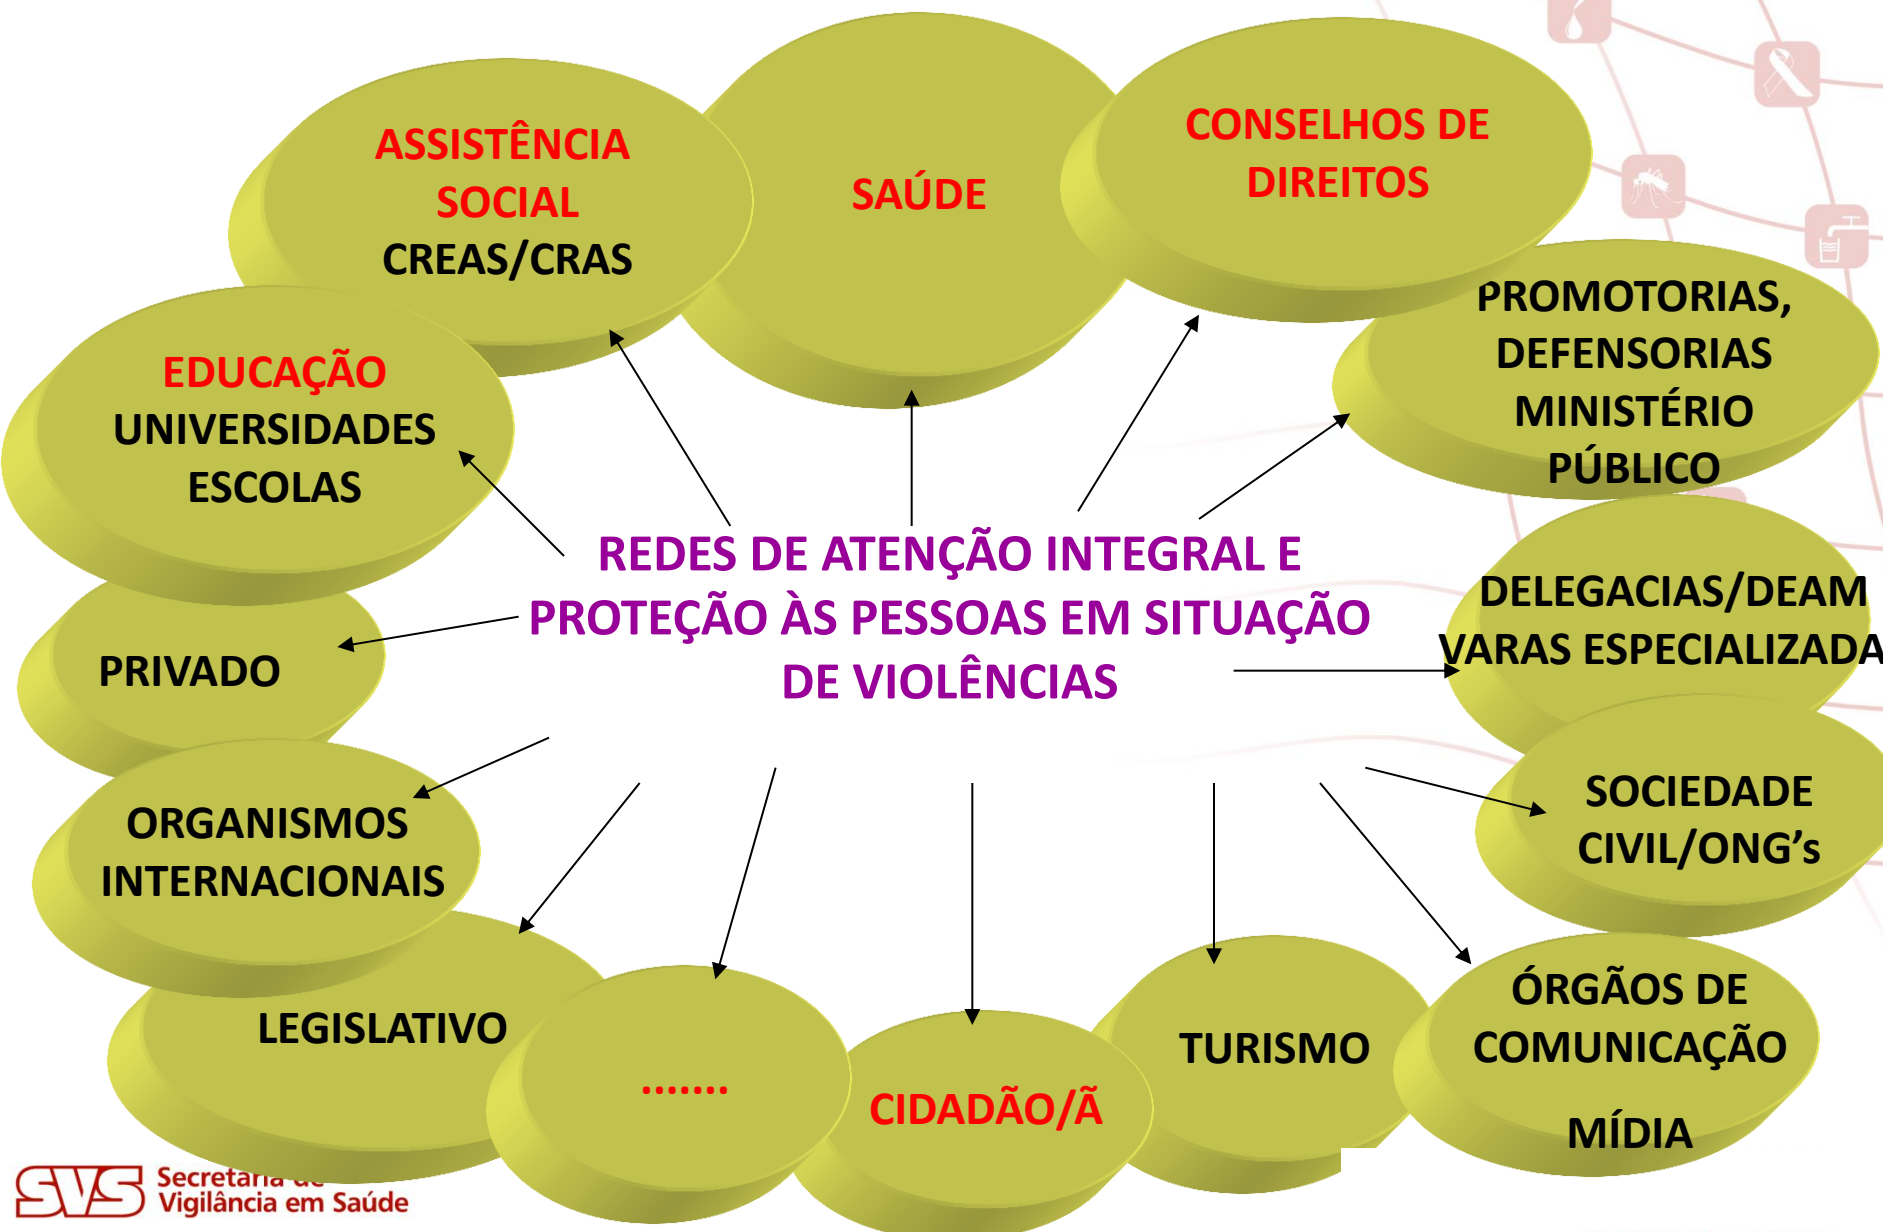 ASSISTÊNCIA
SOCIAL
CREAS/CRAS
SAÚDE
CONSELHOS DE
DIREITOS
PROMOTORIAS,
DEFENSORIAS
MINISTÉRIO
PÚBLICO
EDUCAÇÃO
UNIVERSIDADES
ESCOLAS
REDES DE ATENÇÃO INTEGRAL E
PROTEÇÃO ÀS PESSOAS EM SITUAÇÃO
DE VIOLÊNCIAS
DELEGACIAS/DEAM
VARAS ESPECIALIZADA
PRIVADO
SOCIEDADE
CIVIL/ONG’s
ORGANISMOS
INTERNACIONAIS
LEGISLATIVO
.......
CIDADÃO/Ã
TURISMO
ÓRGÃOS DE
COMUNICAÇÃO
MÍDIA
SVS
Secretaria de
Vigilância em Saúde